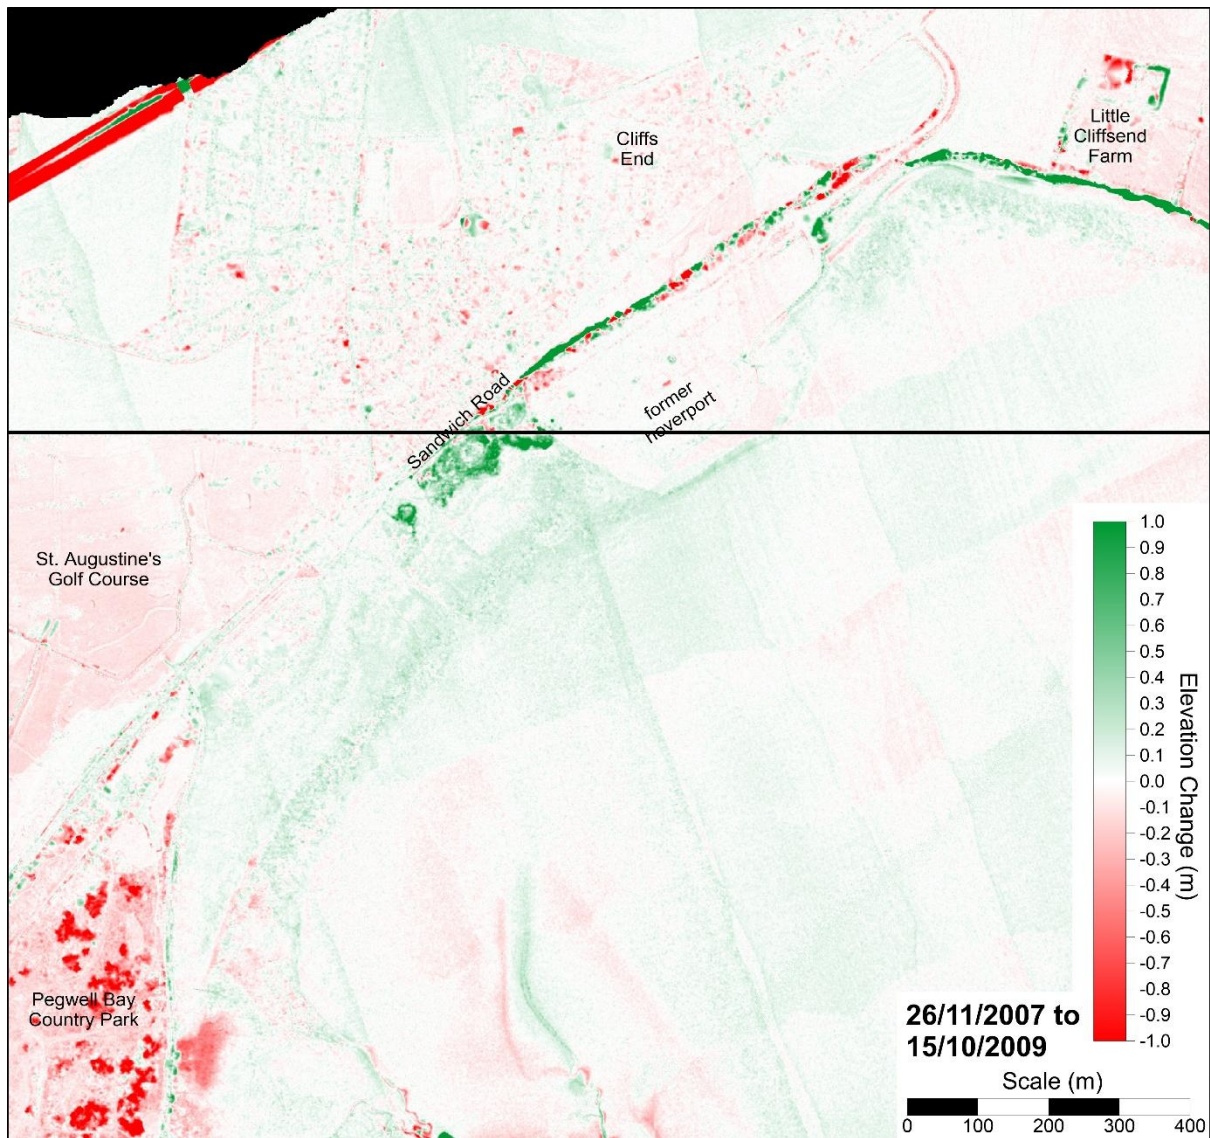 Cliffs
End
Little
Cliffsend
Farm
Sandwich Road
former
hoverport
St. Augustine's
Golf Course
Pegwell Bay
Country Park
1.0
0.9
0.8
0.7
0.6
0.5
0.4
0.3
0.2
0.1
0.0
-0.1
-0.2
-0.3
-0.4
-0.5
-0.6
-0.7
-0.8
-0.9
-1.0
Elevation Change (m)
26/11/2007 to
15/10/2009
Scale (m)
0 100 200 300 400